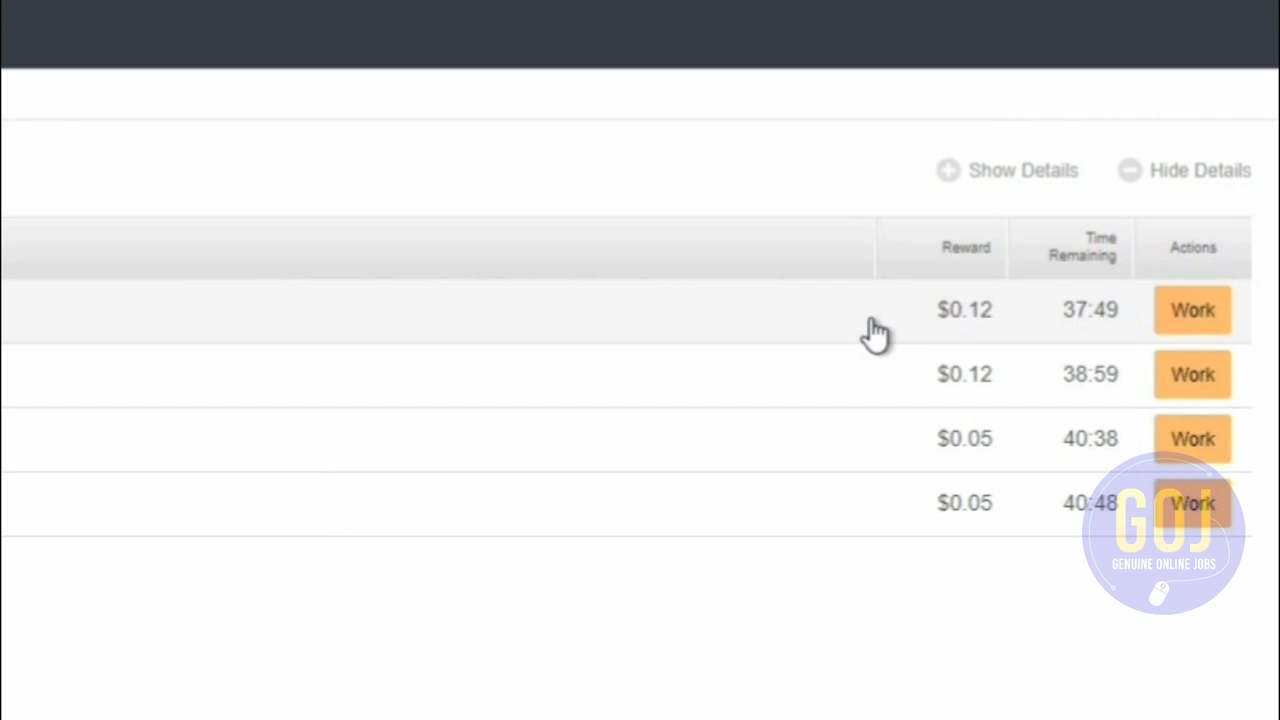 Show Details Hide Details
Reward Time Remaining Actions
$0.12 37:49 Work
$0.12 38:59 Work
$0.05 40:38 Work
$0.05 40:48 Work
GOJ
GENUINE ONLINE JOBS